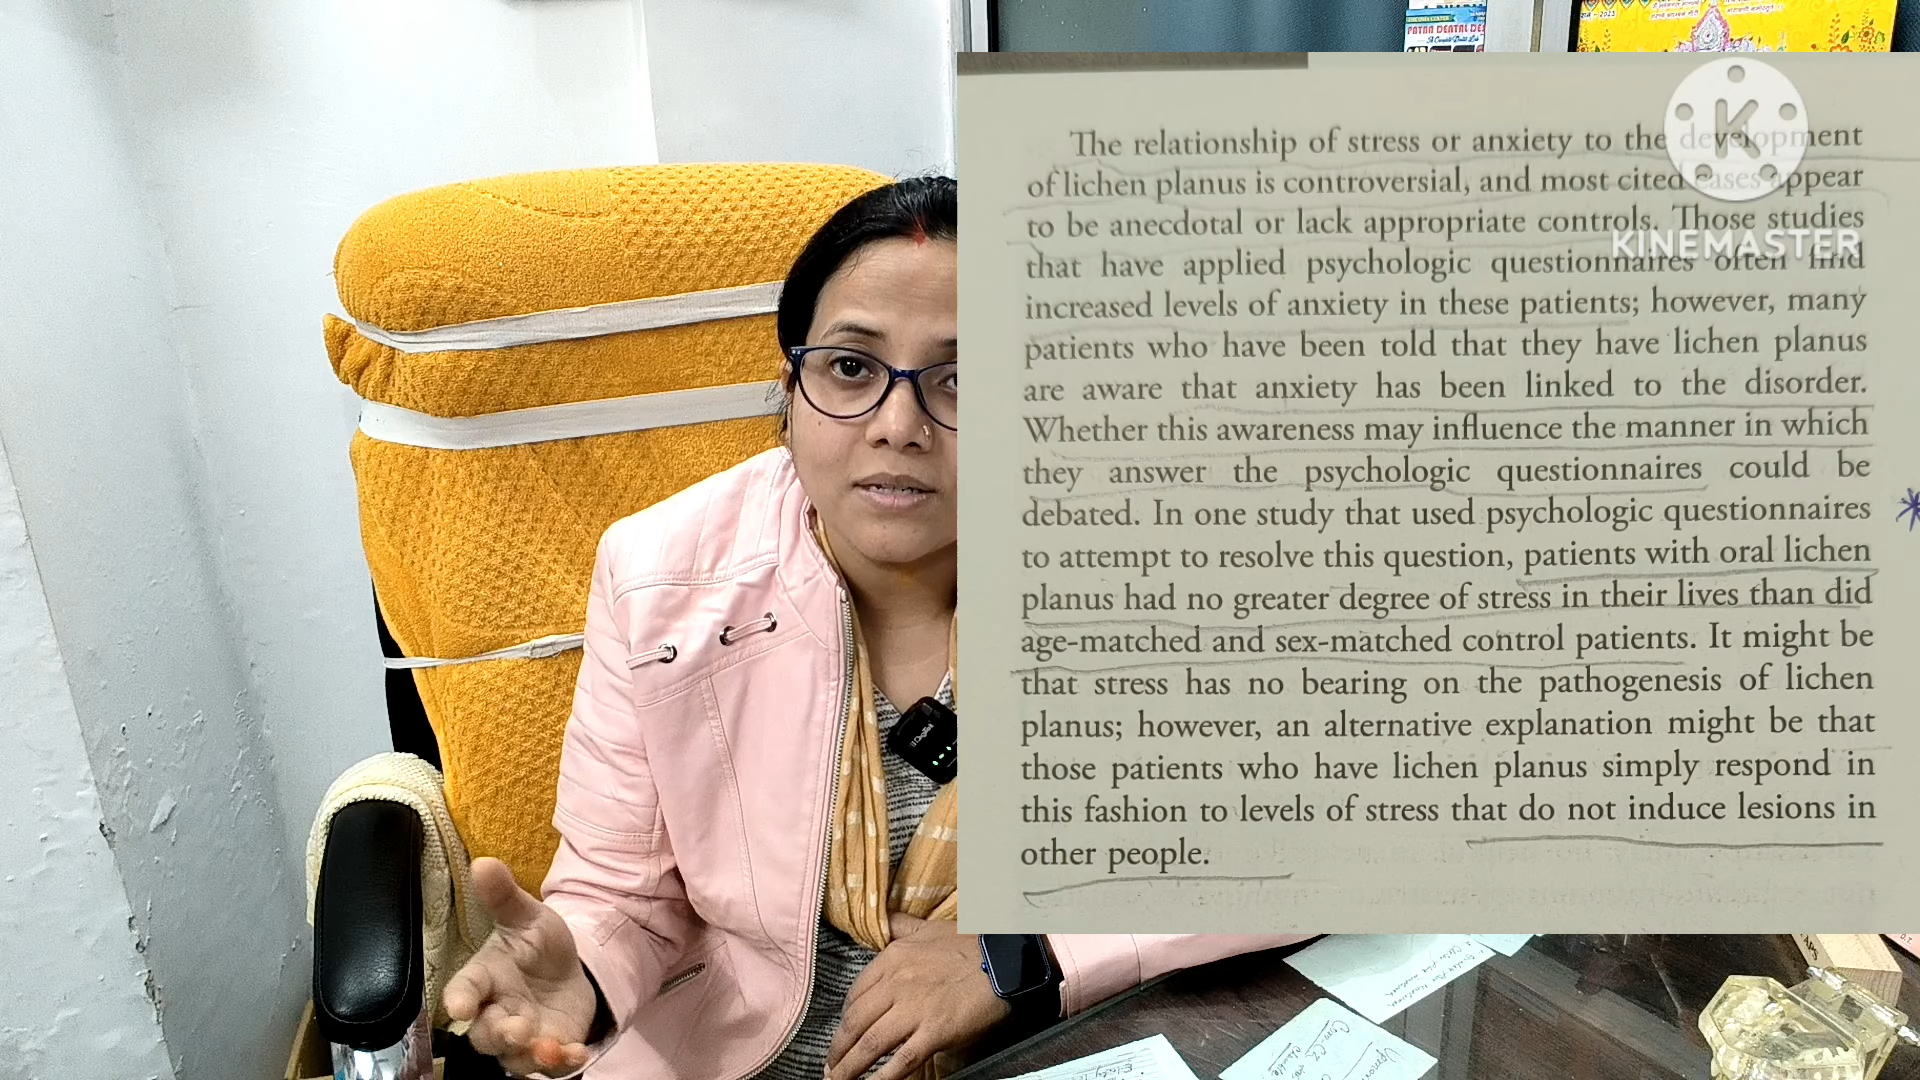 PATNA DENTAL DE
The relationship of stress or anxiety to the development
of lichen planus is controversial, and most cited cases appear
to be anecdotal or lack appropriate controls. Those studies
that have applied psychologic questionnaires often find
increased levels of anxiety in these patients; however, many
patients who have been told that they have lichen planus
are aware that anxiety has been linked to the disorder.
Whether this awareness may influence the manner in which
they answer the psychologic questionnaires could be
debated. In one study that used psychologic questionnaires
to attempt to resolve this question, patients with oral lichen
planus had no greater degree of stress in their lives than did
age-matched and sex-matched control patients. It might be
that stress has no bearing on the pathogenesis of lichen
planus; however, an alternative explanation might be that
those patients who have lichen planus simply respond in
this fashion to levels of stress that do not induce lesions in
other people.
K
KINEMASTER